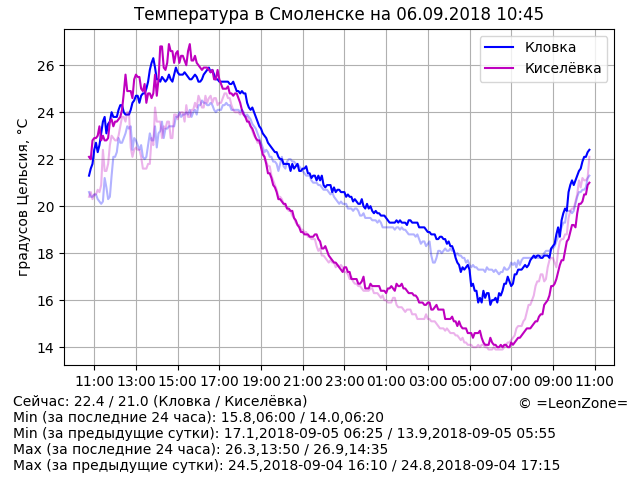 Температура в Смоленске на 06.09.2018 10:45
Кловка
Киселёвка
градусов Цельсия, °C
26
24
22
20
18
16
14
11:00 13:00 15:00 17:00 19:00 21:00 23:00 01:00 03:00 05:00 07:00 09:00 11:00
Сейчас: 22.4 / 21.0 (Кловка / Киселёвка)
© =LeonZone=
Min (за последние 24 часа): 15.8,06:00 / 14.0,06:20
Min (за предыдущие сутки): 17.1,2018-09-05 06:25 / 13.9,2018-09-05 05:55
Max (за последние 24 часа): 26.3,13:50 / 26.9,14:35
Max (за предыдущие сутки): 24.5,2018-09-04 16:10 / 24.8,2018-09-04 17:15